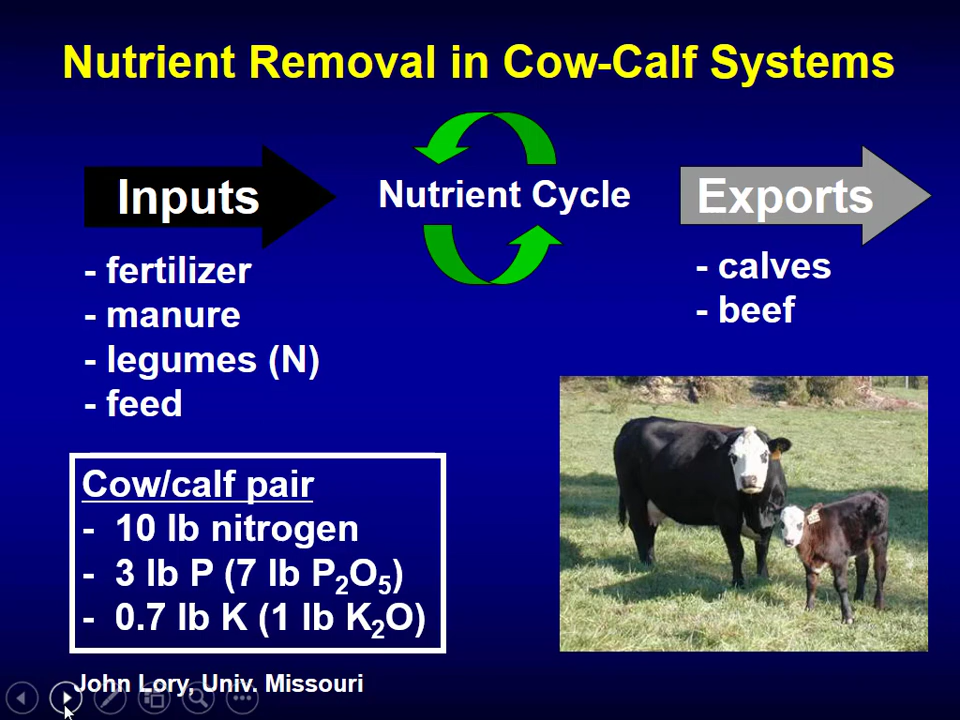 Nutrient Removal in Cow-Calf Systems
Inputs
- fertilizer
- manure
- legumes (N)
- feed
Nutrient Cycle
Exports
- calves
- beef
Cow/calf pair
- 10 lb nitrogen
- 3 lb P (7 lb P₂O₅)
- 0.7 lb K (1 lb K₂O)
John Lory, Univ. Missouri